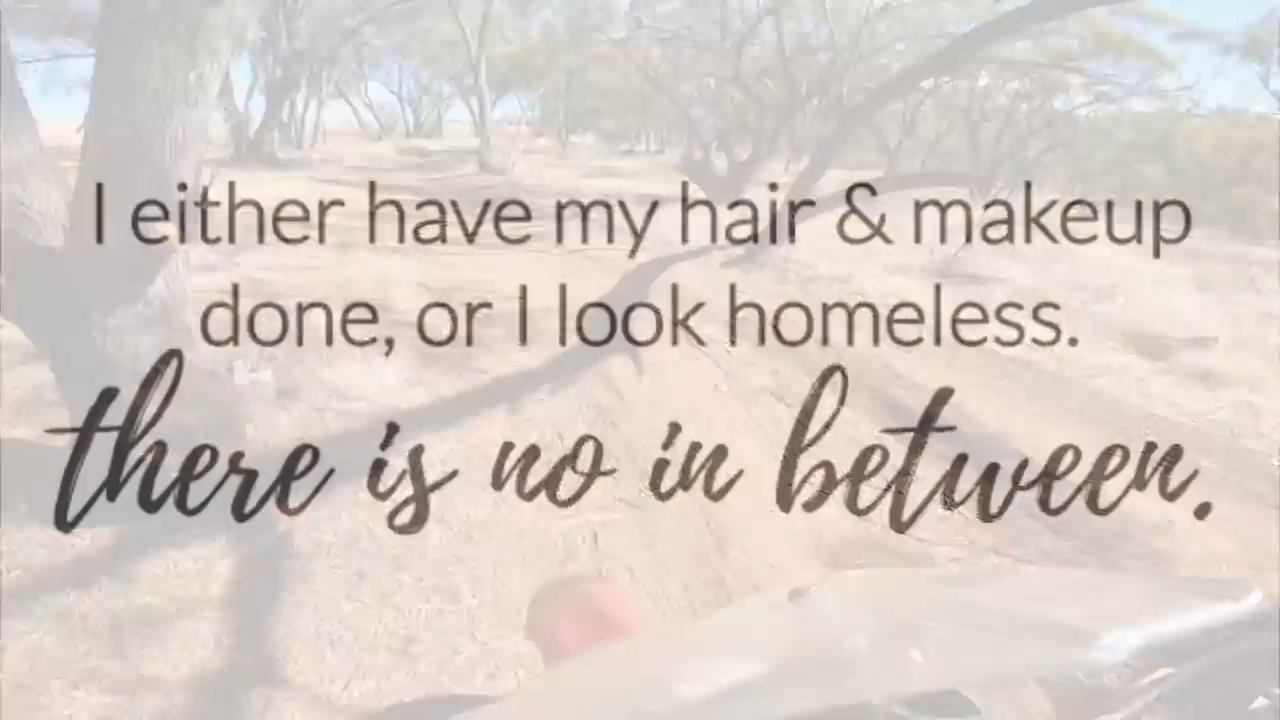 I either have my hair & makeup
done, or I look homeless.
there is no in between.